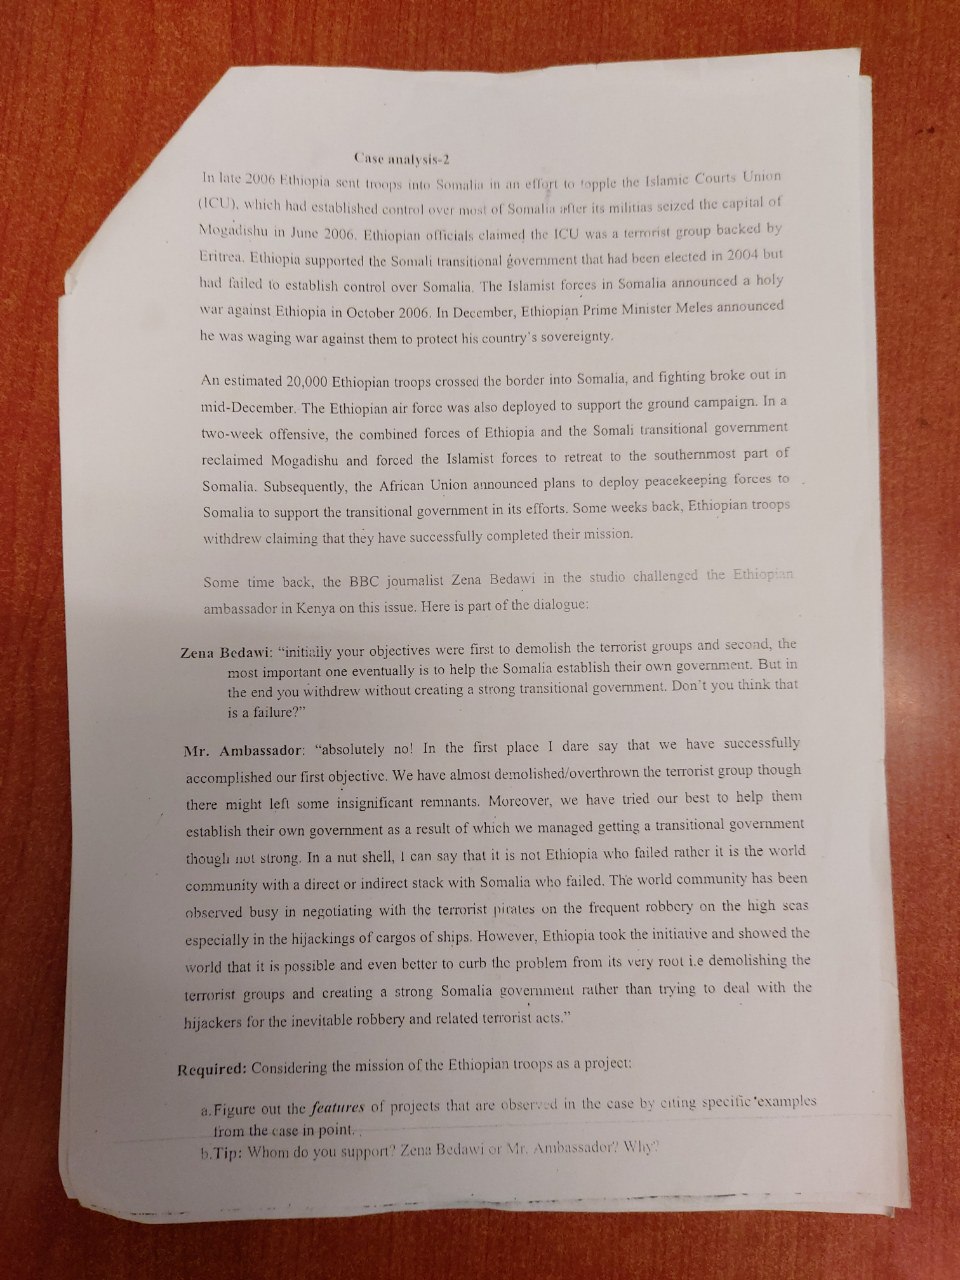 Case analysis-2
In late 2006 Ethiopia sent troops into Somalia in an effort to topple the Islamic Courts Union
(ICU), which had established control over most of Somalia after its militias seized the capital of
Mogadishu in June 2006. Ethiopian officials claimed the ICU was a terrorist group backed by
Eritrea. Ethiopia supported the Somali transitional government that had been elected in 2004 but
had failed to establish control over Somalia. The Islamist forces in Somalia announced a holy
war against Ethiopia in October 2006. In December, Ethiopian Prime Minister Meles announced
he was waging war against them to protect his country's sovereignty.
An estimated 20,000 Ethiopian troops crossed the border into Somalia, and fighting broke out in
mid-December. The Ethiopian air force was also deployed to support the ground campaign. In a
two-week offensive, the combined forces of Ethiopia and the Somali transitional government
reclaimed Mogadishu and forced the Islamist forces to retreat to the southernmost part of
Somalia. Subsequently, the African Union announced plans to deploy peacekeeping forces to
Somalia to support the transitional government in its efforts. Some weeks back, Ethiopian troops
withdrew claiming that they have successfully completed their mission.
Some time back, the BBC journalist Zena Bedawi in the studio challenged the Ethiopian
ambassador in Kenya on this issue. Here is part of the dialogue:
Zena Bedawi: “initially your objectives were first to demolish the terrorist groups and second, the
most important one eventually is to help the Somalia establish their own government. But in
the end you withdrew without creating a strong transitional government. Don't you think that
is a failure?”
Mr. Ambassador: “absolutely no! In the first place I dare say that we have successfully
accomplished our first objective. We have almost demolished/overthrown the terrorist group though
there might left some insignificant remnants. Moreover, we have tried our best to help them
establish their own government as a result of which we managed getting a transitional government
though not strong. In a nut shell, I can say that it is not Ethiopia who failed rather it is the world
community with a direct or indirect stack with Somalia who failed. The world community has been
observed busy in negotiating with the terrorist pirates on the frequent robbery on the high seas
especially in the hijackings of cargos of ships. However, Ethiopia took the initiative and showed the
world that it is possible and even better to curb the problem from its very root i.e demolishing the
terrorist groups and creating a strong Somalia government rather than trying to deal with the
hijackers for the inevitable robbery and related terrorist acts.”
Required: Considering the mission of the Ethiopian troops as a project:
a. Figure out the features of projects that are observed in the case by citing specific examples
from the case in point.
b. Tip: Whom do you support? Zena Bedawi or Mr. Ambassador? Why?